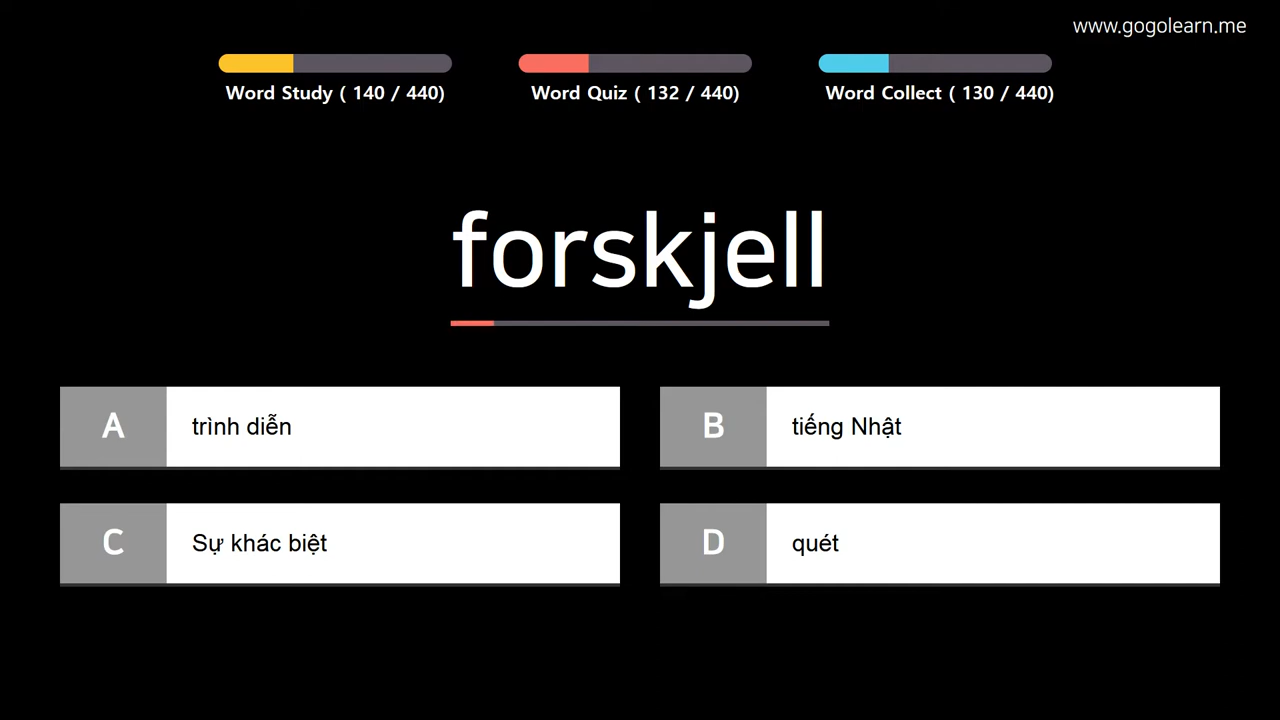 www.gogolearn.me
Word Study ( 140 / 440)
Word Quiz ( 132 / 440)
Word Collect ( 130 / 440)
forskjell
A trình diễn
B tiếng Nhật
C Sự khác biệt
D quét